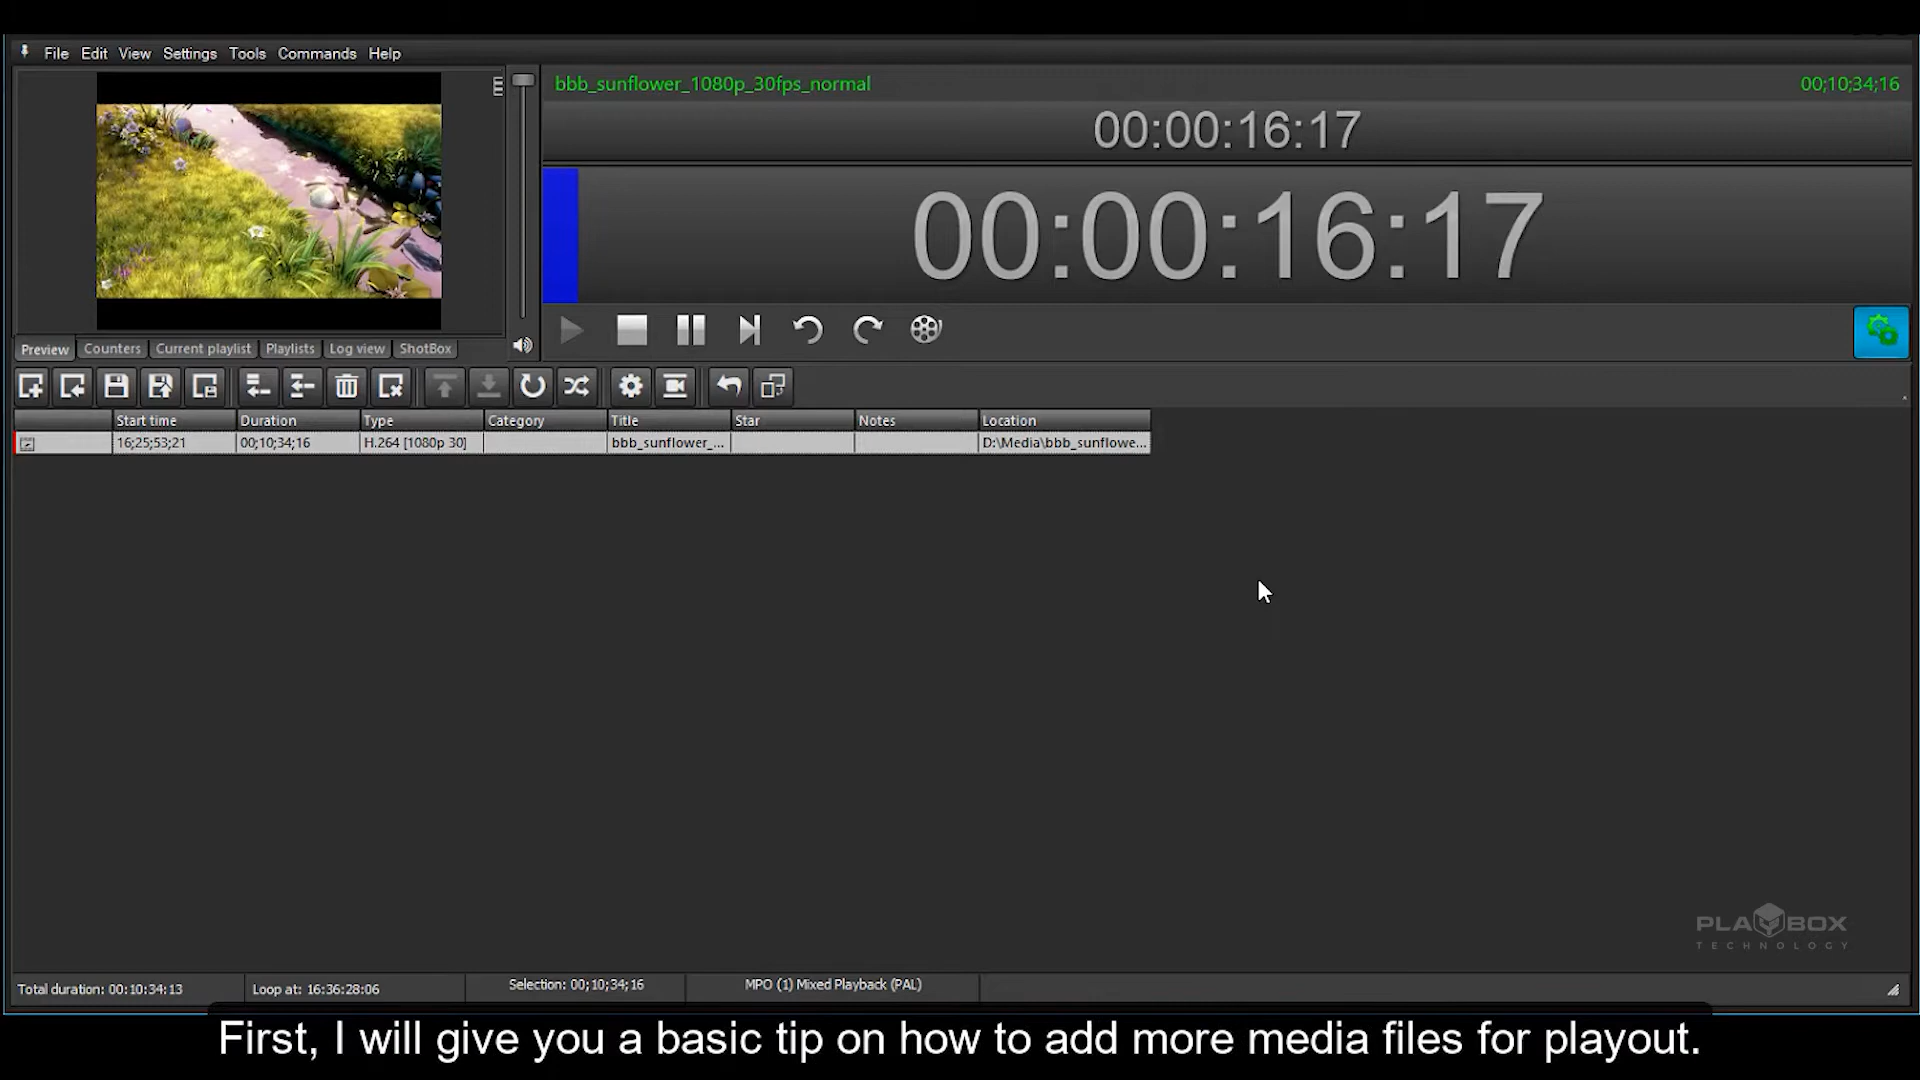 File Edit View Settings Tools Commands Help
bbb_sunflower_1080p_30fps_normal 00;10;34;16
00:00:16:17
00:00:16:17
Preview Counters Current playlist Playlists Log view ShotBox
Start time Duration Type Category Title Star Notes Location
16;25;53;21 00;10;34;16 H.264 [1080p 30] bbb_sunflower_... D:\Media\bbb_sunflowe...
PLAYBOX
TECHNOLOGY
Total duration: 00:10:34:13 Loop at: 16:36:28:06 Selection: 00;10;34;16 MPO (1) Mixed Playback (PAL)
First, I will give you a basic tip on how to add more media files for playout.